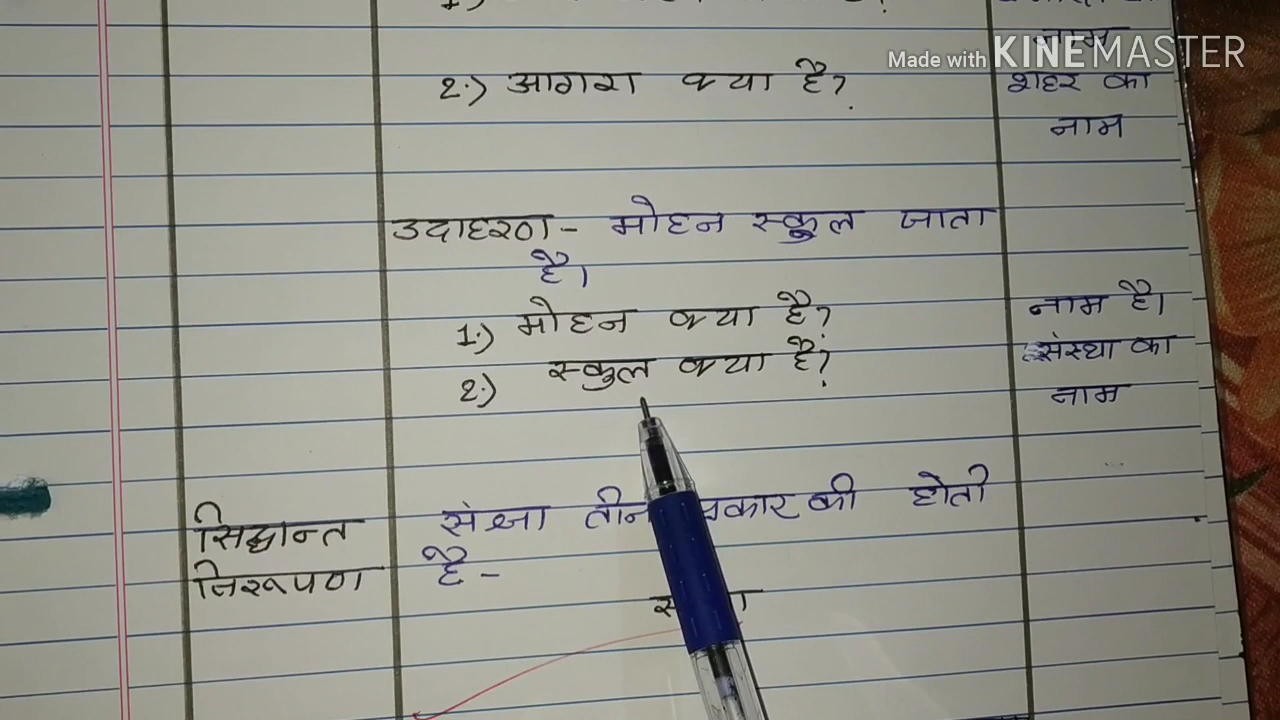 Made with KINEMASTER
नाम
2.) आगरा क्या है?
शहर का
नाम
उदाहरण - मोहन स्कुल जाता
है।
1.) मोहन क्या है?
नाम है।
2.) स्कुल क्या है?
संस्था का
नाम
सिद्धान्त
निरूपण
संज्ञा तीन प्रकार की होती
है -